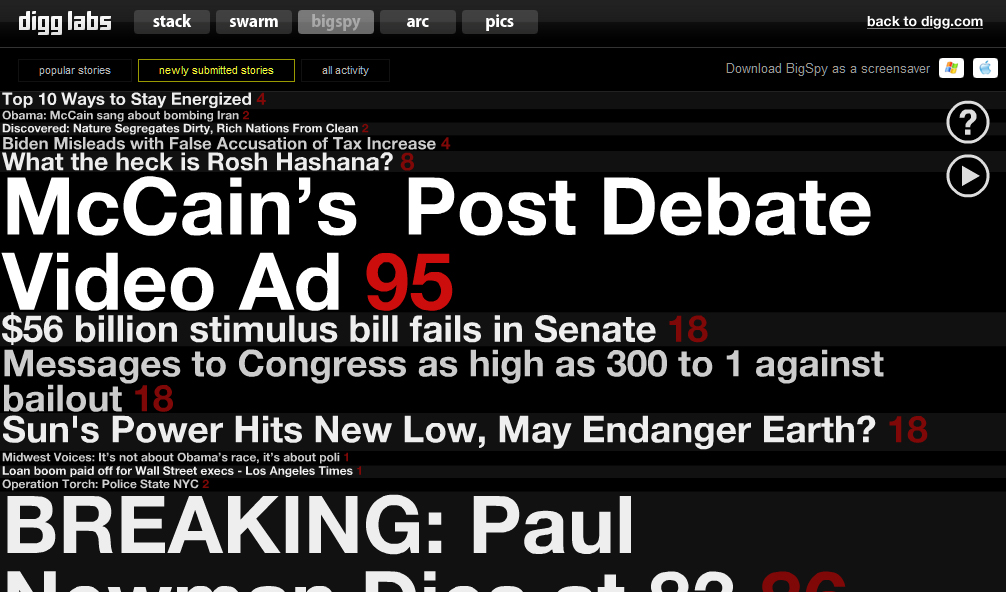 digg labs stack swarm bigspy arc pics back to digg.com
popular stories newly submitted stories all activity Download BigSpy as a screensaver
Top 10 Ways to Stay Energized 4
Obama: McCain sang about bombing Iran 2
Discovered: Nature Segregates Dirty, Rich Nations From Clean 2
Biden Misleads with False Accusation of Tax Increase 4
What the heck is Rosh Hashana? 8
?
McCain’s Post Debate
Video Ad 95
$56 billion stimulus bill fails in Senate 18
Messages to Congress as high as 300 to 1 against
bailout 18
Sun's Power Hits New Low, May Endanger Earth? 18
Midwest Voices: It’s not about Obama’s race, it’s about poli 1
Loan boom paid off for Wall Street execs - Los Angeles Times 1
Operation Torch: Police State NYC 2
BREAKING: Paul
Newman Dies at 83 86